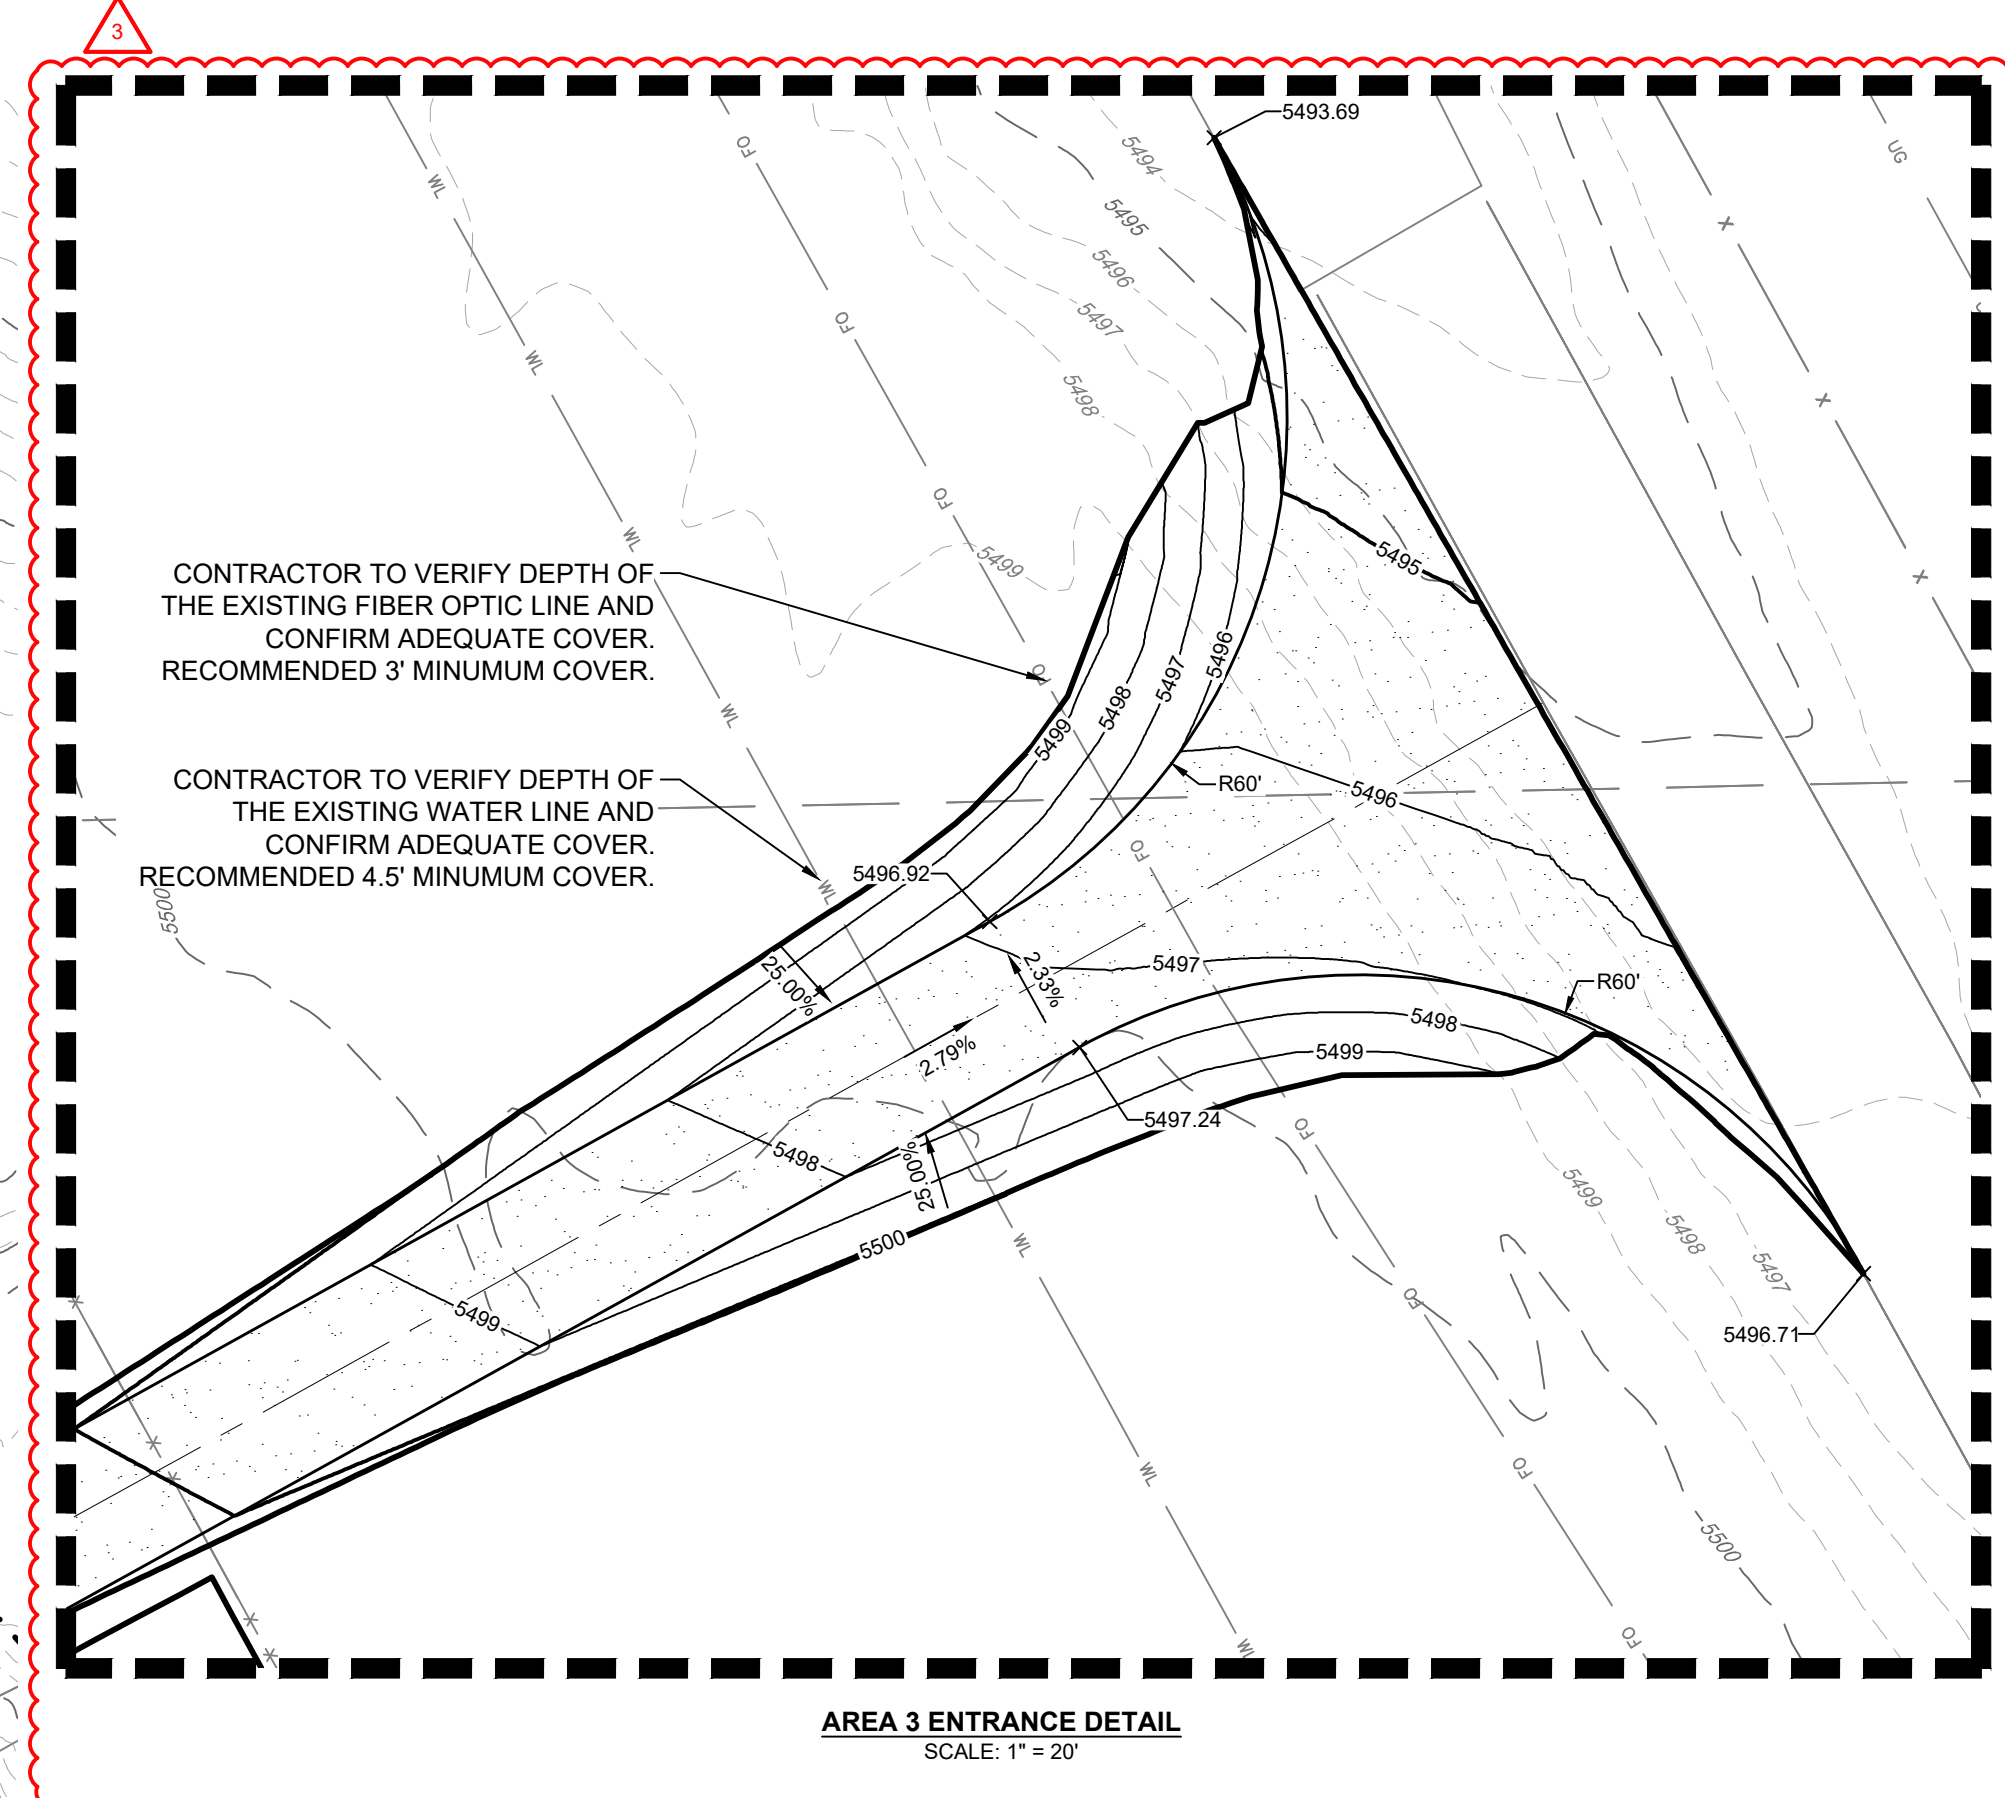 3
5493.69
WL
FO
5494
UG
X
5495
5496
5497
5498
FO
WL
X
FO
5499
WL
5495
X
CONTRACTOR TO VERIFY DEPTH OF
THE EXISTING FIBER OPTIC LINE AND
CONFIRM ADEQUATE COVER.
RECOMMENDED 3' MINUMUM COVER.
FO
5496
5497
5498
5499
WL
CONTRACTOR TO VERIFY DEPTH OF
THE EXISTING WATER LINE AND
CONFIRM ADEQUATE COVER.
RECOMMENDED 4.5' MINUMUM COVER.
R60'
5496
FO
5496.92
WL
5500
25.00%
2.33%
5497
R60'
5498
2.79%
5499
5497.24
FO
5498
25.00%
5499
5498
5497
5500
WL
FO
5499
5496.71
WL
FO
5500
WL
FO
AREA 3 ENTRANCE DETAIL
SCALE: 1" = 20'